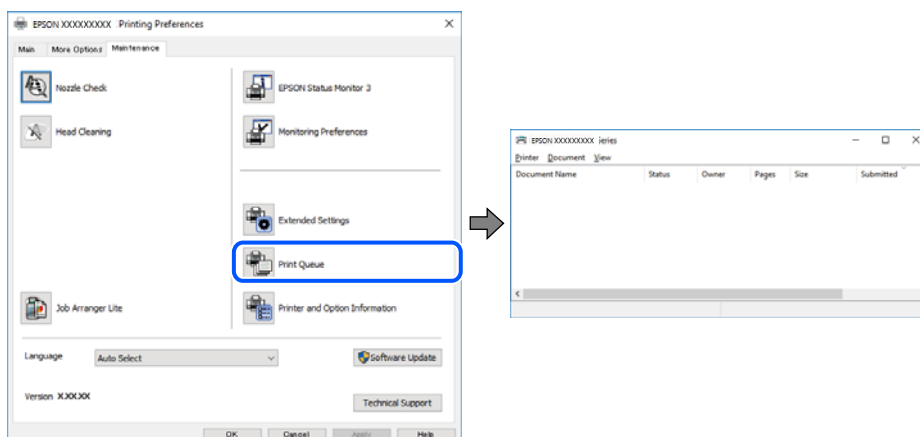 EPSON XXXXXXXXX Printing Preferences
Main More Options Maintenance
Nozzle Check
EPSON Status Monitor 3
Head Cleaning
Monitoring Preferences
Extended Settings
Print Queue
Job Arranger Lite
Printer and Option Information
Language Auto Select
Software Update
Version X.XX.XX
Technical Support
OK Cancel Apply Help
EPSON XXXXXXXXX ieries
Printer Document View
Document Name Status Owner Pages Size Submitted